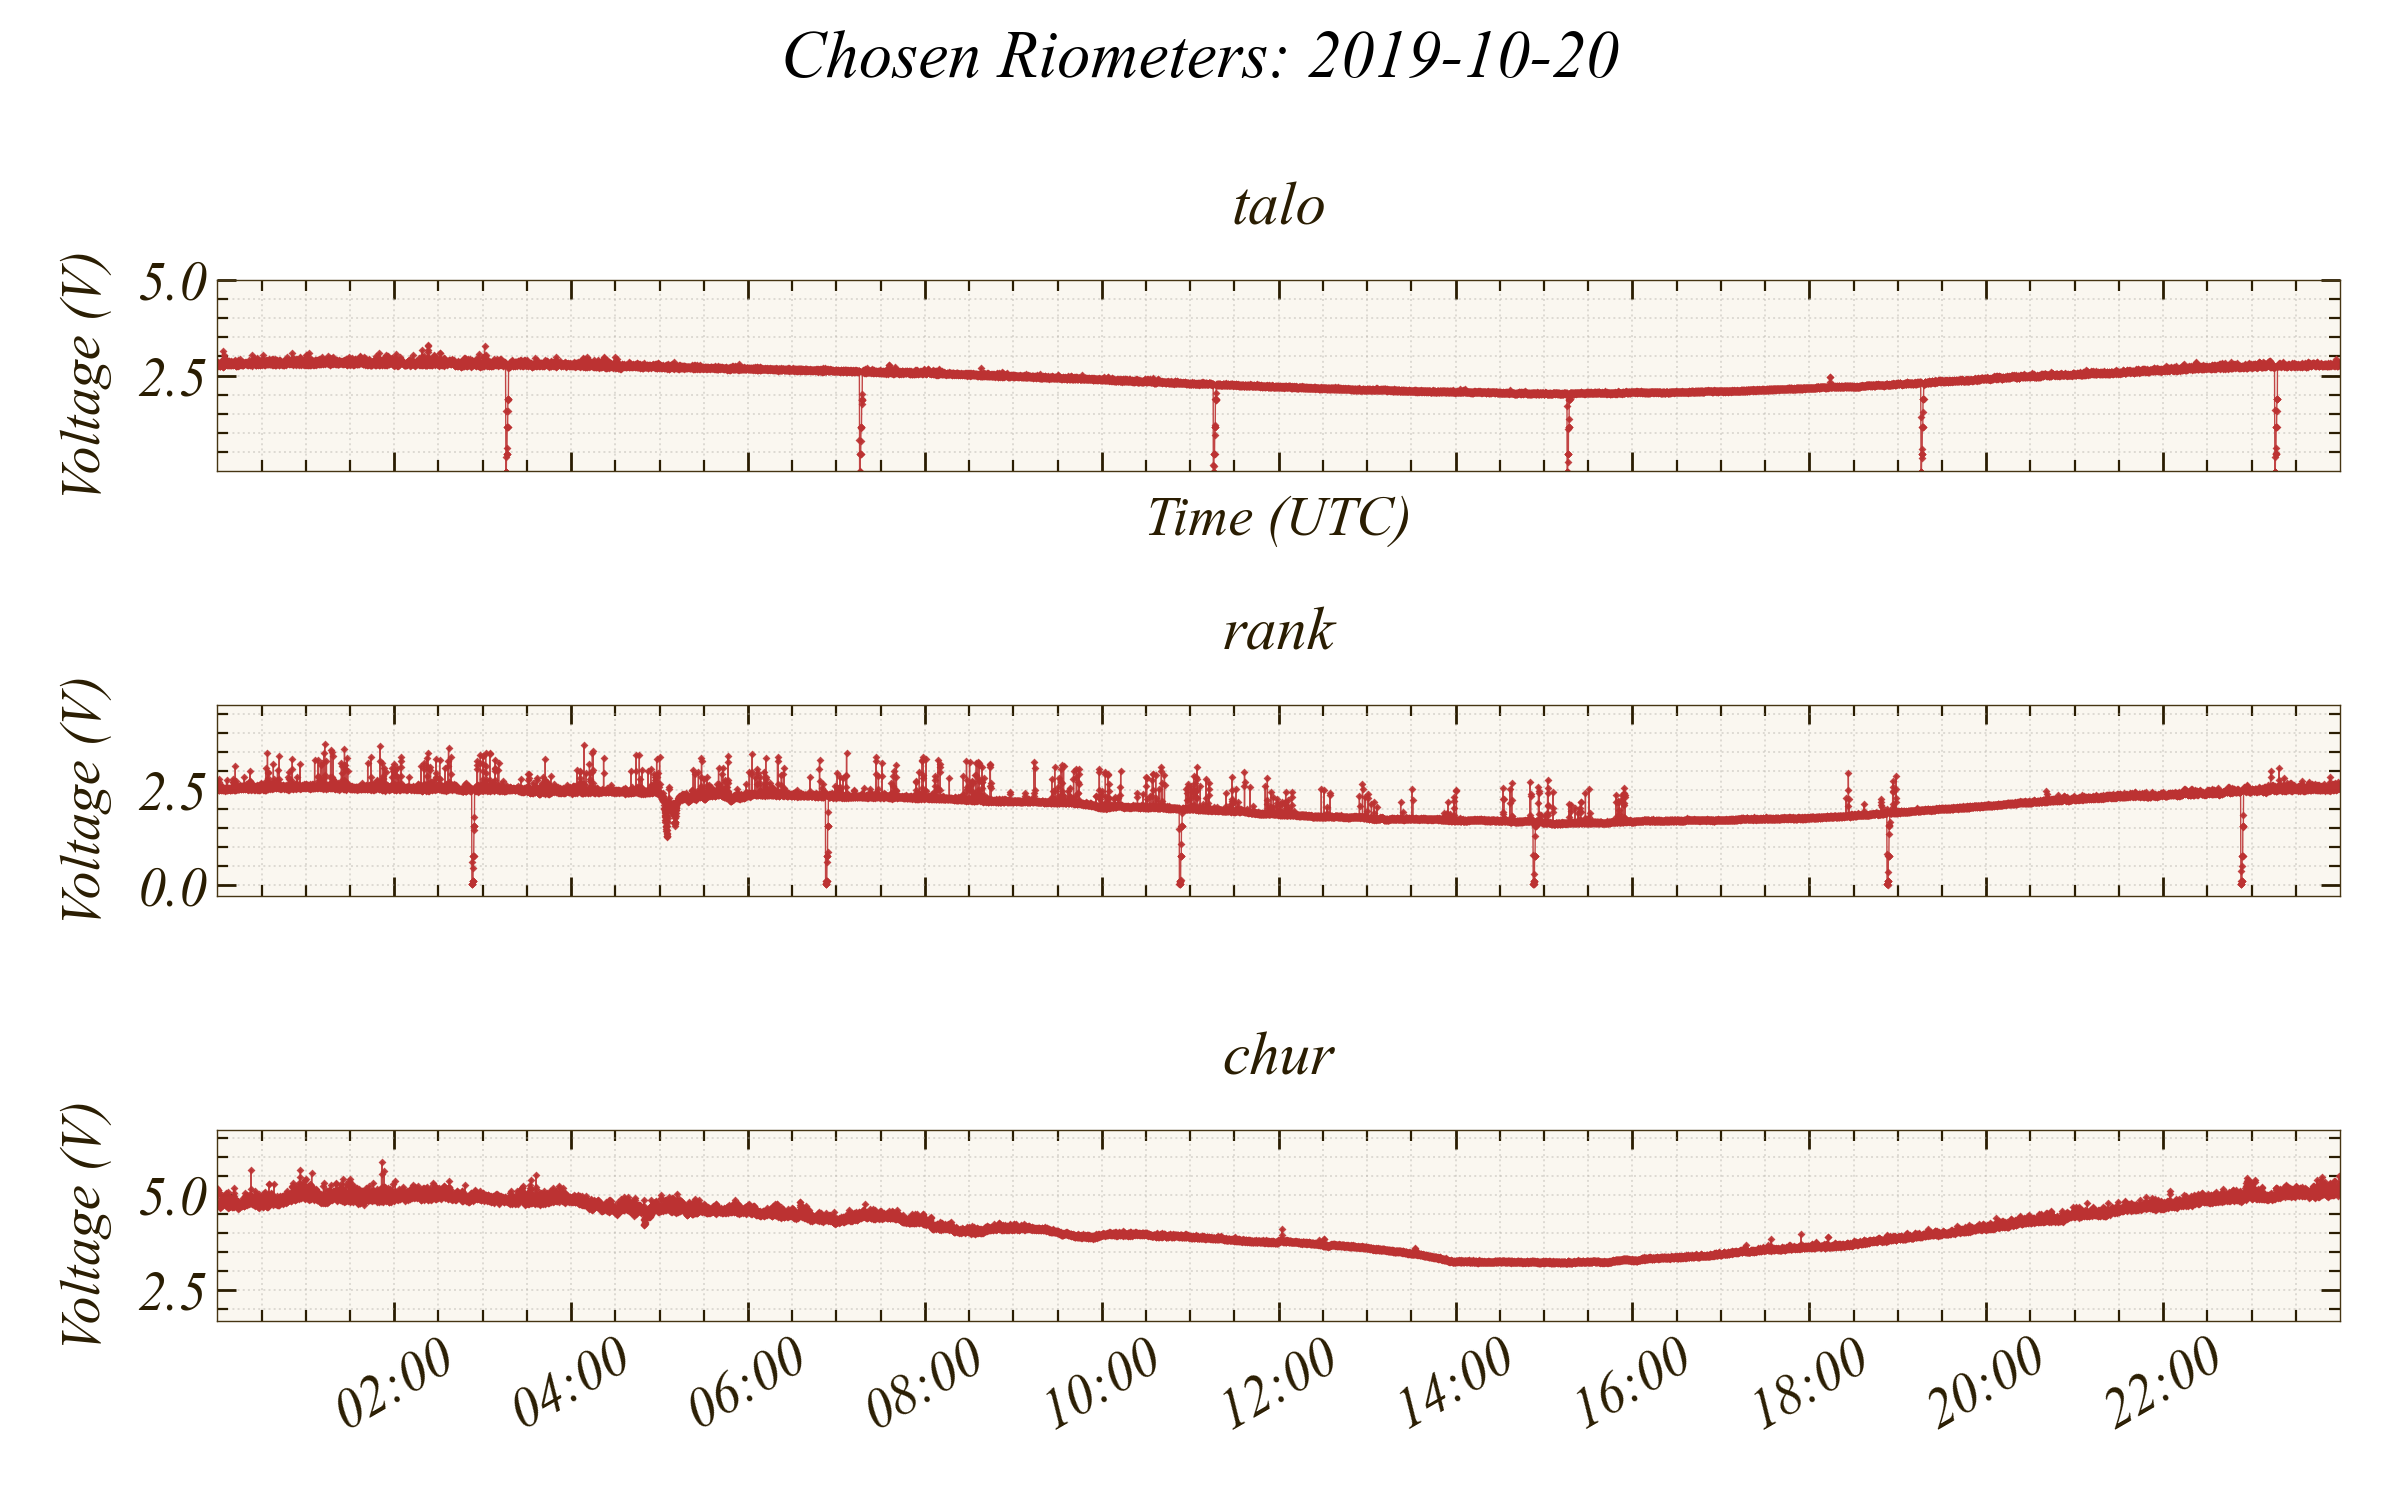 Chosen Riometers: 2019-10-20
talo
Voltage (V)
5.0
2.5
Time (UTC)
rank
Voltage (V)
2.5
0.0
chur
Voltage (V)
5.0
2.5
02:00 04:00 06:00 08:00 10:00 12:00 14:00 16:00 18:00 20:00 22:00